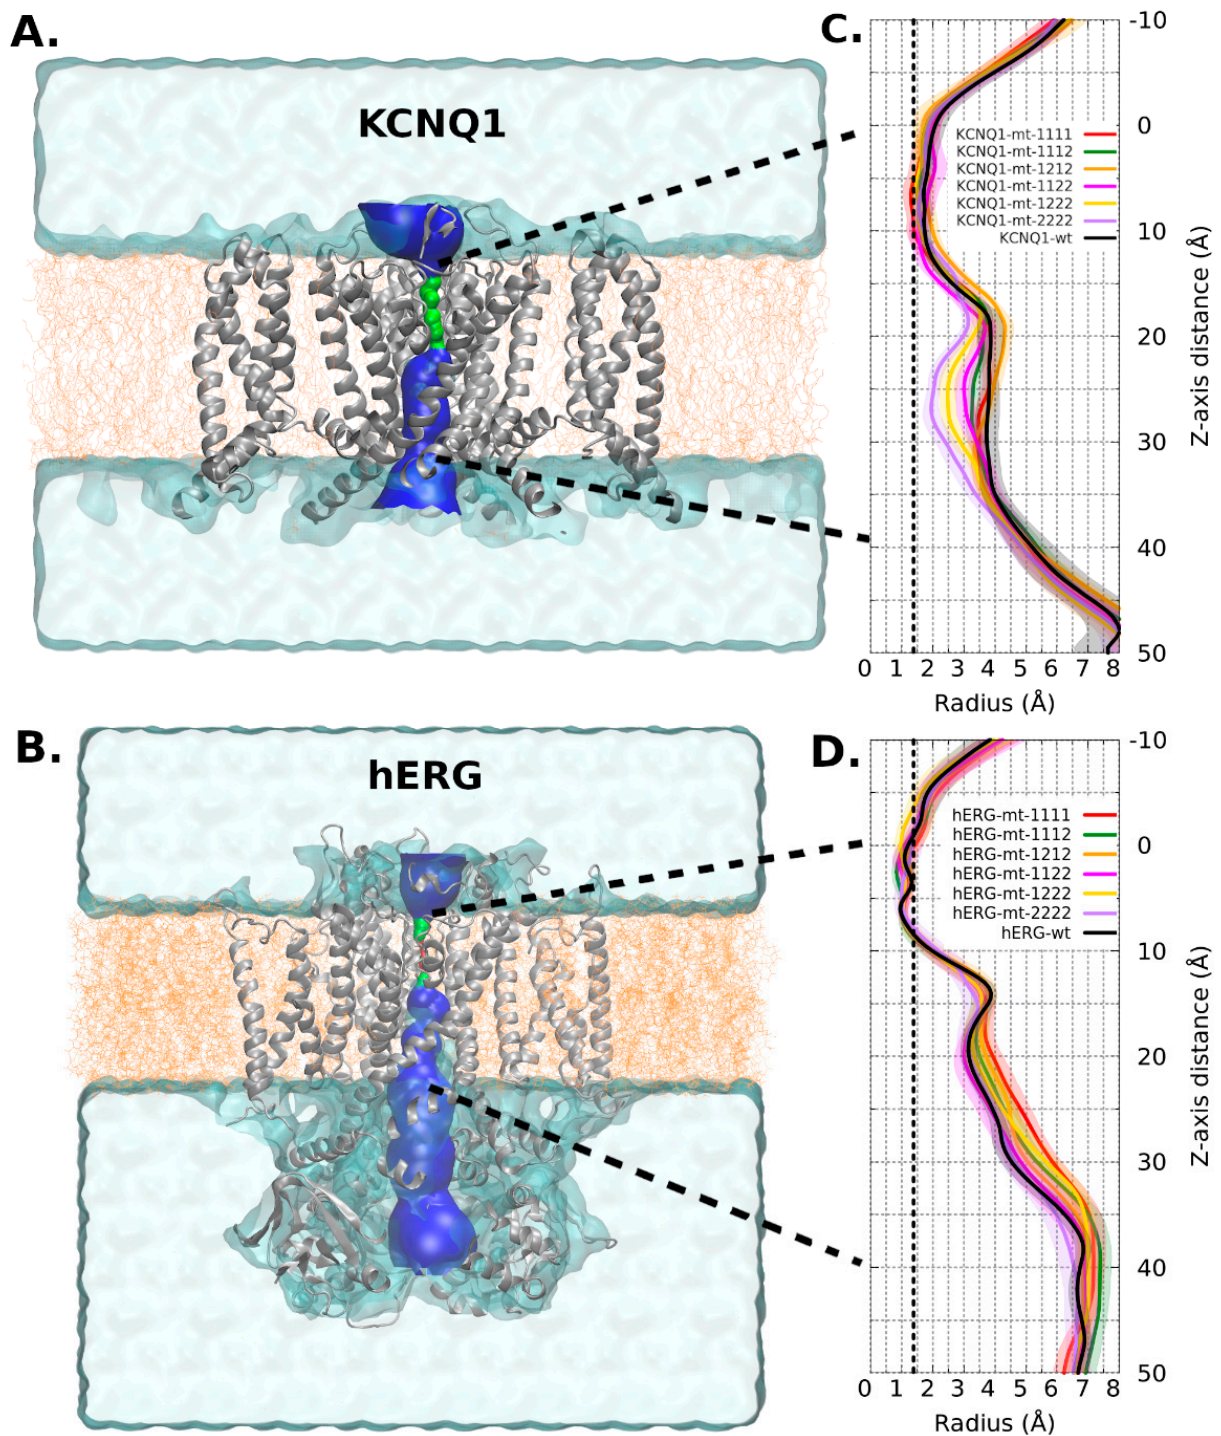 A.
KCNQ1
C.
-10
0
10
20
30
40
50
Z-axis distance (Å)
KCNQ1-mt-1111
KCNQ1-mt-1112
KCNQ1-mt-1212
KCNQ1-mt-1122
KCNQ1-mt-1222
KCNQ1-mt-2222
KCNQ1-wt
0 1 2 3 4 5 6 7 8
Radius (Å)
B.
hERG
D.
-10
0
10
20
30
40
50
Z-axis distance (Å)
hERG-mt-1111
hERG-mt-1112
hERG-mt-1212
hERG-mt-1122
hERG-mt-1222
hERG-mt-2222
hERG-wt
0 1 2 3 4 5 6 7 8
Radius (Å)